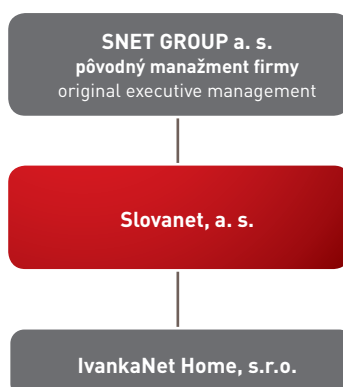 SNET GROUP a. s.
pôvodný manažment firmy
original executive management
Slovanet, a. s.
IvankaNet Home, s.r.o.